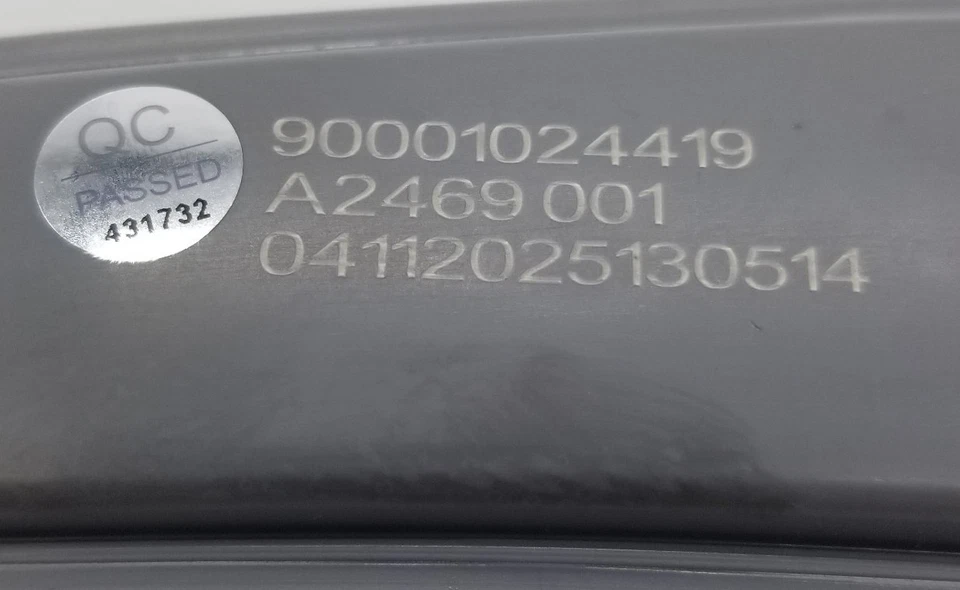 QC
PASSED
431732
90001024419
A2469 001
04112025130514